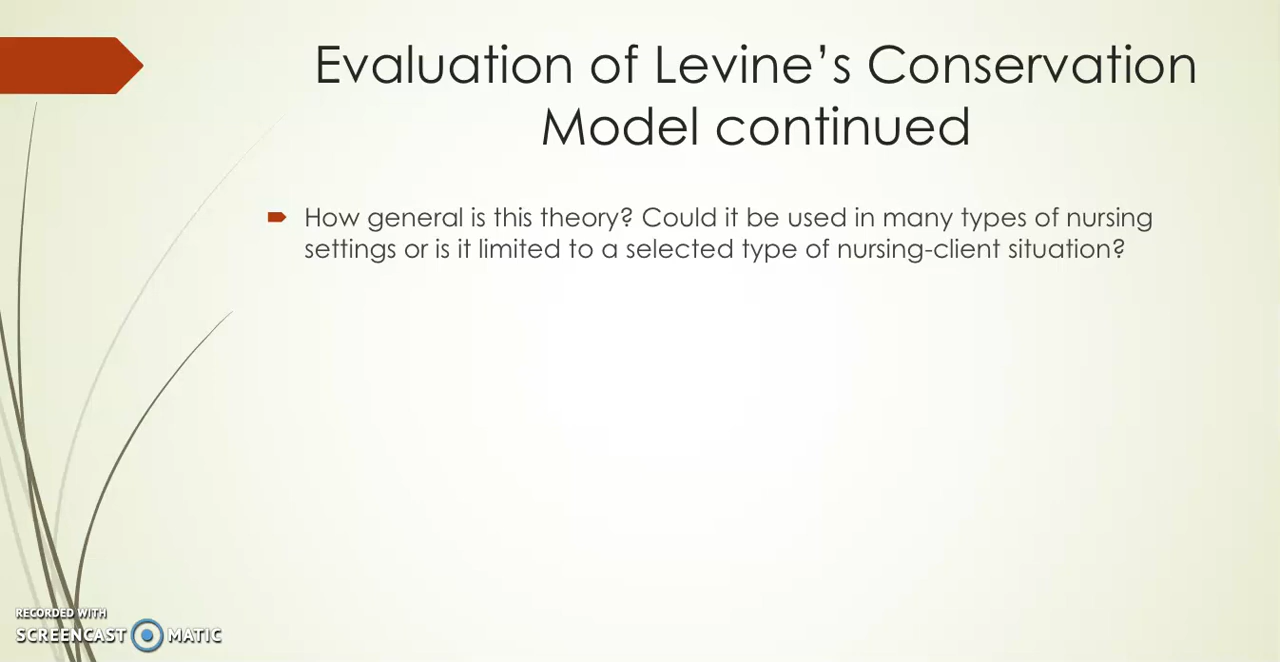 Evaluation of Levine’s Conservation
Model continued
How general is this theory? Could it be used in many types of nursing
settings or is it limited to a selected type of nursing-client situation?
RECORDED WITH
SCREENCAST MATIC